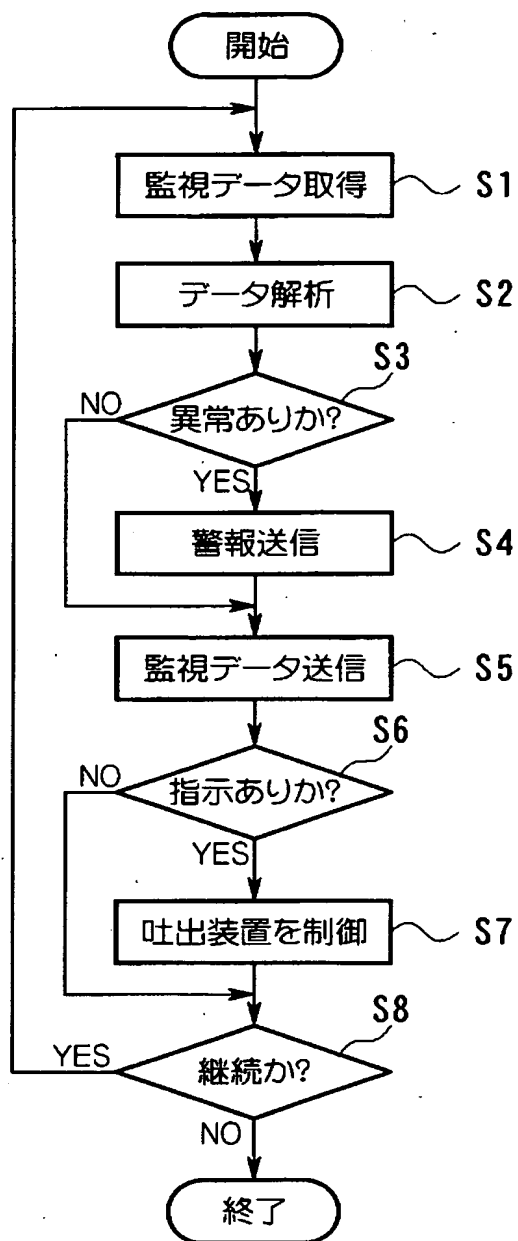 開始
監視データ取得 S1
データ解析 S2
S3
NO 異常ありか?
YES
警報送信 S4
監視データ送信 S5
S6
NO 指示ありか?
YES
吐出装置を制御 S7
S8
YES 継続か?
NO
終了